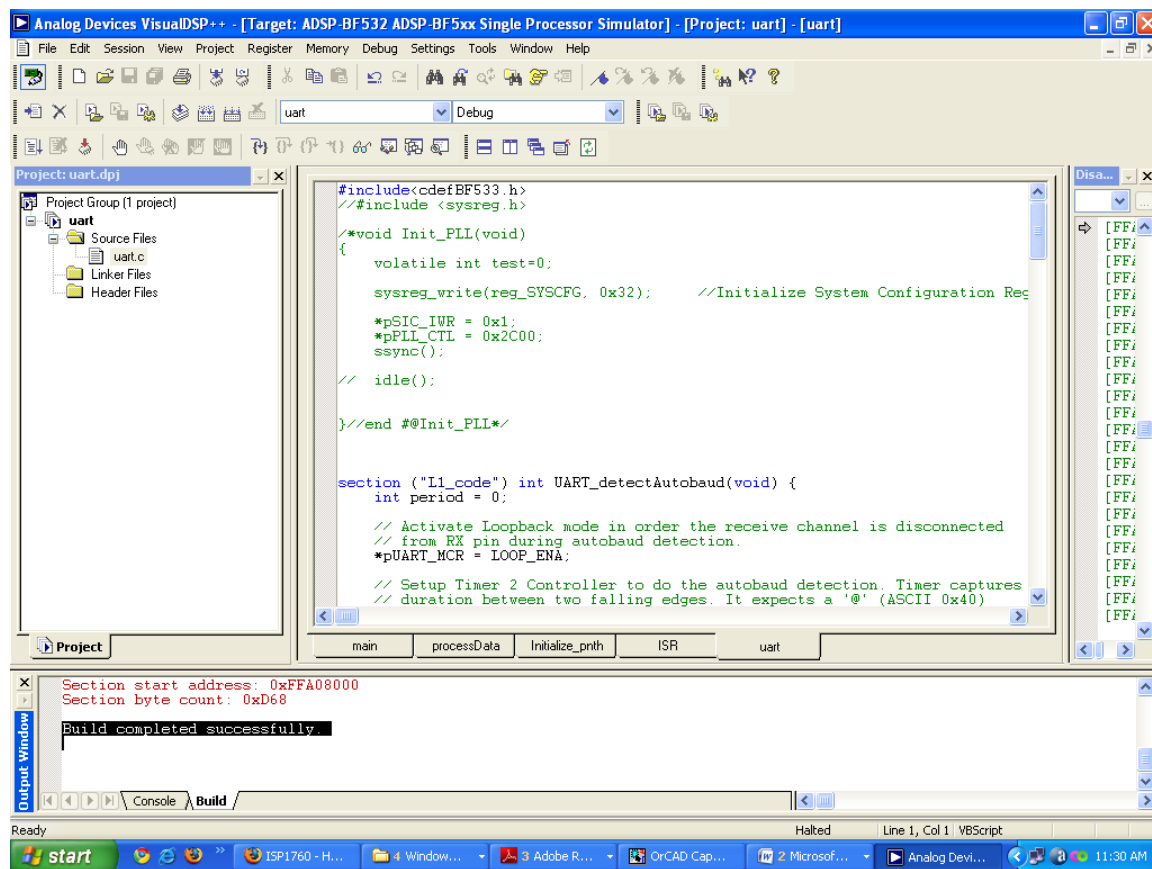 Analog Devices VisualDSP++ - [Target: ADSP-BF532 ADSP-BF5xx Single Processor Simulator] - [Project: uart] - [uart]
File Edit Session View Project Register Memory Debug Settings Tools Window Help
uart
Debug
Project: uart.dpj
Project Group (1 project)
uart
Source Files
uart.c
Linker Files
Header Files
Project
#include<cdefBF533.h>
//#include <sysreg.h>
/*void Init_PLL(void)
{
volatile int test=0;
sysreg_write(reg_SYSCFG, 0x32); //Initialize System Configuration Reg
*pSIC_IWR = 0x1;
*pPLL_CTL = 0x2C00;
ssync();
// idle();
}//end #@Init_PLL*/
section ("L1_code") int UART_detectAutobaud(void) {
int period = 0;
// Activate Loopback mode in order the receive channel is disconnected
// from RX pin during autobaud detection.
*pUART_MCR = LOOP_ENA;
// Setup Timer 2 Controller to do the autobaud detection. Timer captures
// duration between two falling edges. It expects a '@' (ASCII 0x40)
main processData Initialize_pnth ISR uart
Disa...
Section start address: 0xFFA08000
Section byte count: 0xD68
Build completed successfully.
Output Window
Console Build
Ready
Halted Line 1, Col 1 VBScript
start ISP1760 - H... 4 Window... 3 Adobe R... OrCAD Cap... 2 Microsof... Analog Devi... 11:30 AM